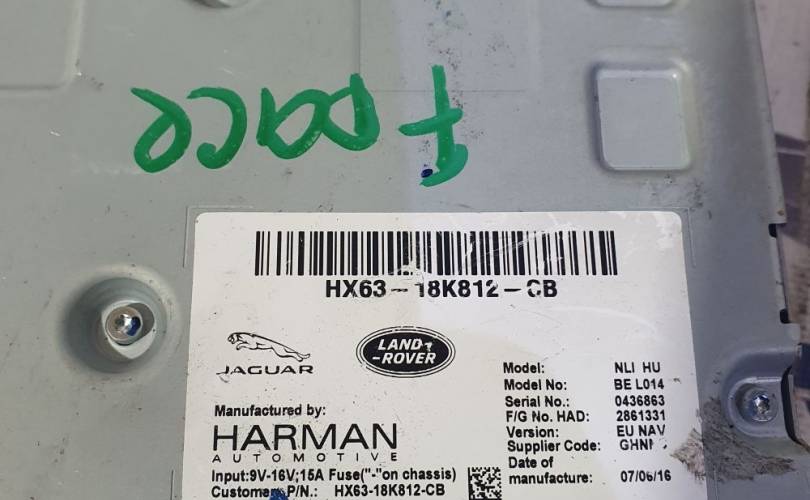 F pace
HX63-18K812-CB
JAGUAR
LAND-ROVER
Manufactured by:
HARMAN
AUTOMOTIVE
Input:9V-16V;15A Fuse("-"on chassis)
Customer P/N.: HX63-18K812-CB
Model: NLI HU
Model No: BE L014
Serial No.: 0436863
F/G No. HAD: 2861331
Version: EU NAV
Supplier Code:
Date of
manufacture: 07/06/16